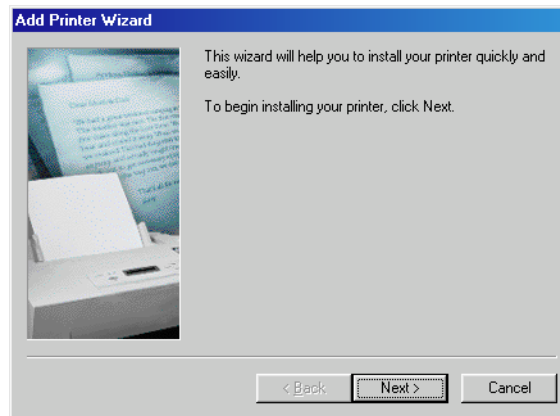 Add Printer Wizard
This wizard will help you to install your printer quickly and
easily.
To begin installing your printer, click Next.
< Back
Next >
Cancel